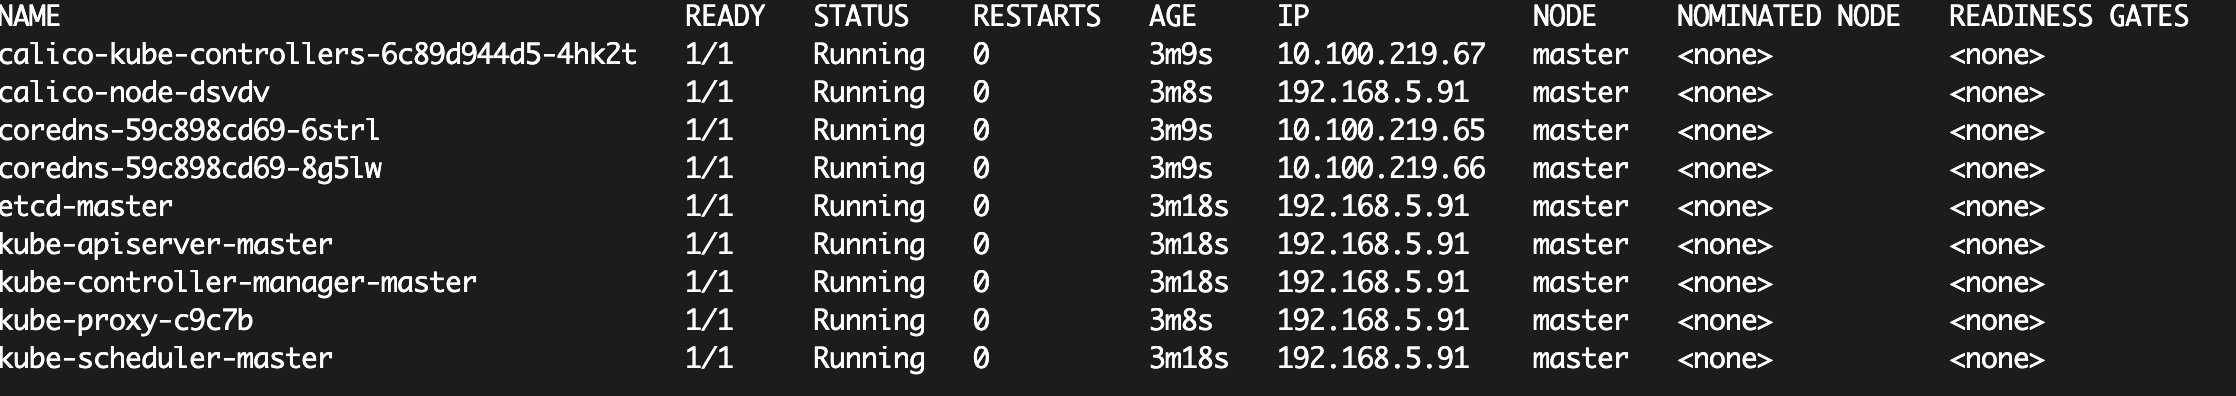 NAME READY STATUS RESTARTS AGE IP NODE NOMINATED NODE READINESS GATES
calico-kube-controllers-6c89d944d5-4hk2t 1/1 Running 0 3m9s 10.100.219.67 master <none> <none>
calico-node-dsvdv 1/1 Running 0 3m8s 192.168.5.91 master <none> <none>
coredns-59c898cd69-6strl 1/1 Running 0 3m9s 10.100.219.65 master <none> <none>
coredns-59c898cd69-8g5lw 1/1 Running 0 3m9s 10.100.219.66 master <none> <none>
etcd-master 1/1 Running 0 3m18s 192.168.5.91 master <none> <none>
kube-apiserver-master 1/1 Running 0 3m18s 192.168.5.91 master <none> <none>
kube-controller-manager-master 1/1 Running 0 3m18s 192.168.5.91 master <none> <none>
kube-proxy-c9c7b 1/1 Running 0 3m8s 192.168.5.91 master <none> <none>
kube-scheduler-master 1/1 Running 0 3m18s 192.168.5.91 master <none> <none>